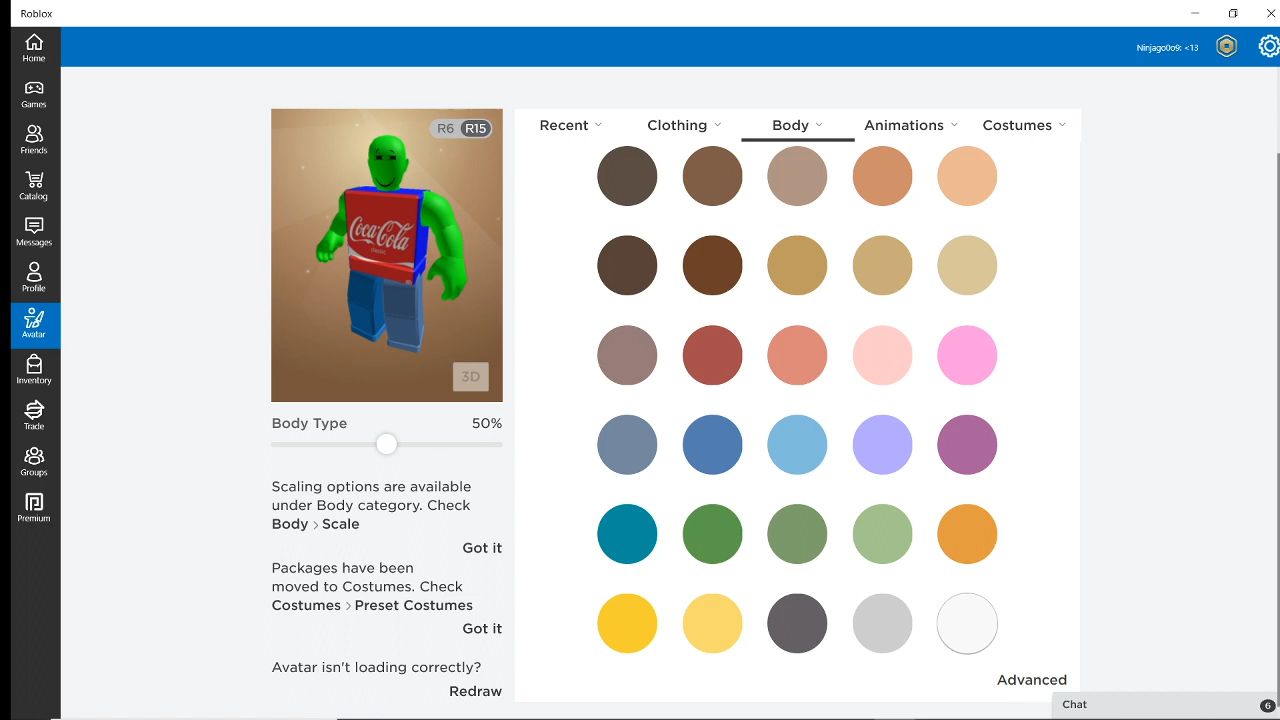 Roblox
Home
Games
Friends
Catalog
Messages
Profile
Avatar
Inventory
Trade
Groups
Premium
Ninjago0o9: <13
R6 R15
Coca-Cola
classic
3D
Body Type 50%
Scaling options are available
under Body category. Check
Body > Scale
Got it
Packages have been
moved to Costumes. Check
Costumes > Preset Costumes
Got it
Avatar isn't loading correctly?
Redraw
Recent Clothing Body Animations Costumes
Advanced
Chat 6